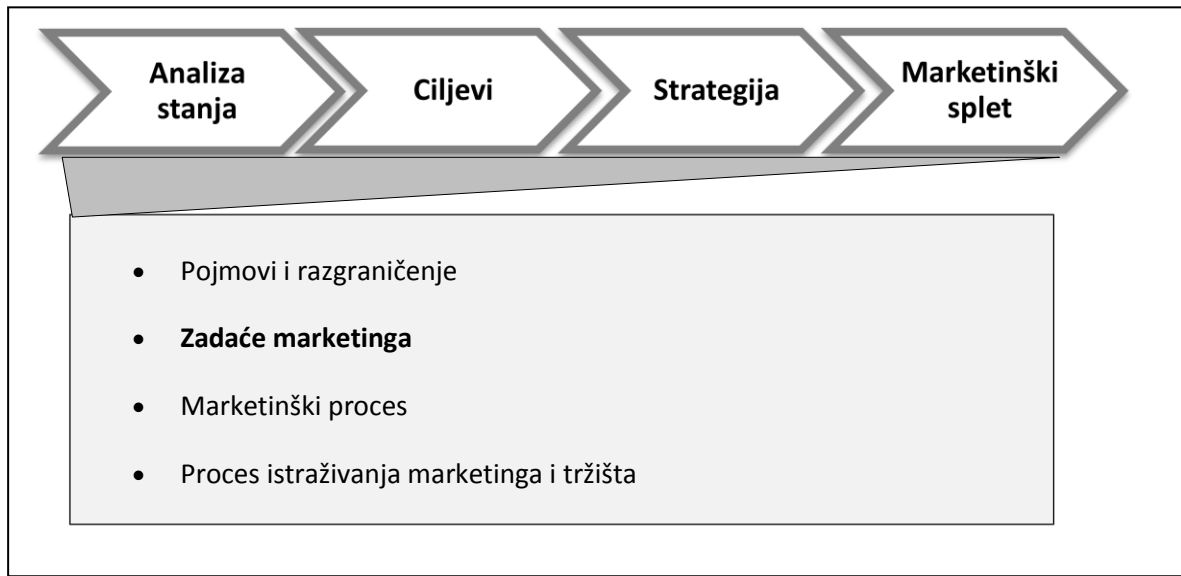 Analiza
stanja
Ciljevi
Strategija
Marketinški
splet
• Pojmovi i razgraničenje
• Zadaće marketinga
• Marketinški proces
• Proces istraživanja marketinga i tržišta